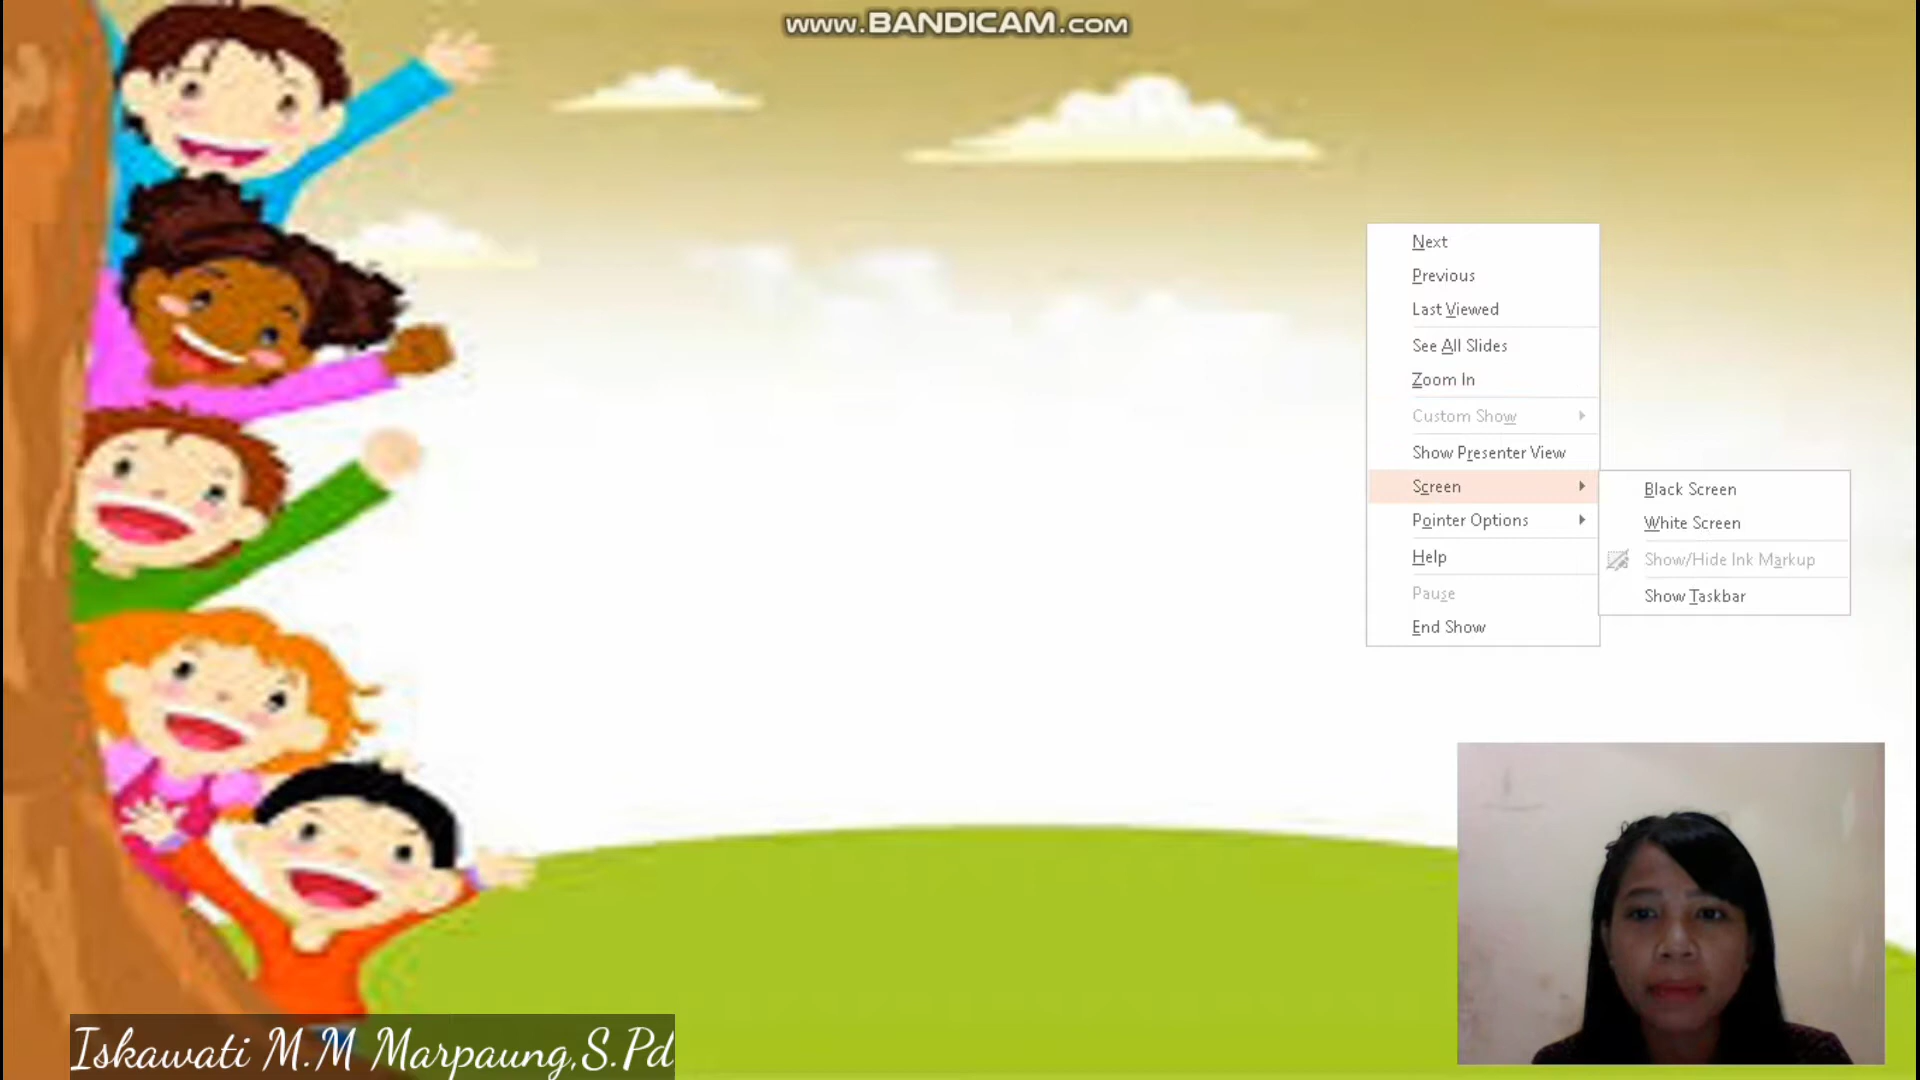 www.BANDICAM.com
Next
Previous
Last Viewed
See All Slides
Zoom In
Custom Show
Show Presenter View
Screen
Pointer Options
Help
Pause
End Show
Black Screen
White Screen
Show/Hide Ink Markup
Show Taskbar
Iskawati M.M Marpaung,S.Pd